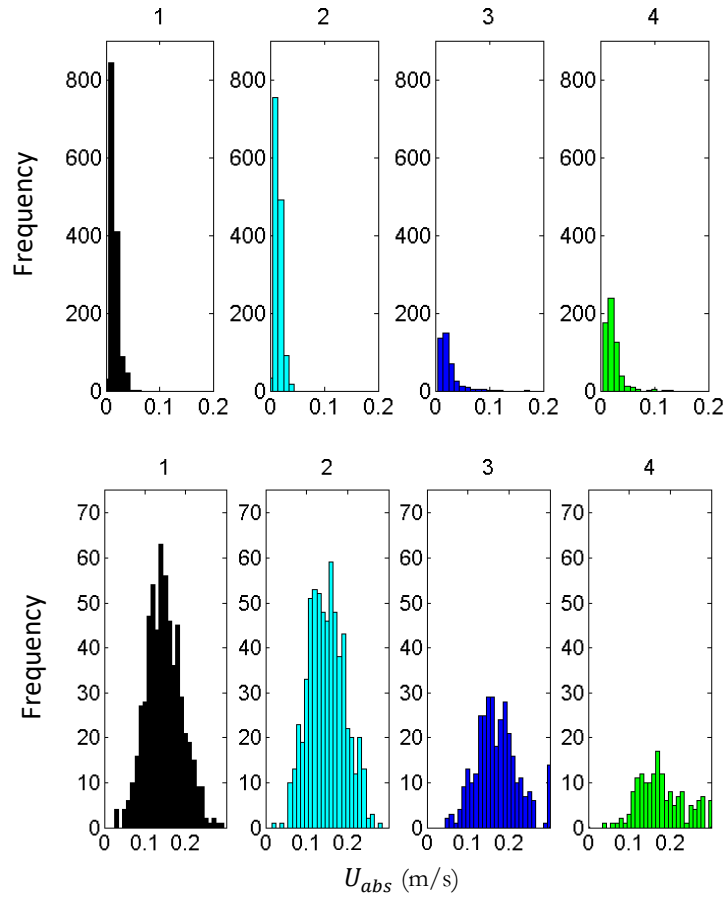 1 2 3 4
800 800 800 800
600 600 600 600
400 400 400 400
200 200 200 200
0 0 0 0
0 0.1 0.2 0 0.1 0.2 0 0.1 0.2 0 0.1 0.2
Frequency
1 2 3 4
70 70 70 70
60 60 60 60
50 50 50 50
40 40 40 40
30 30 30 30
20 20 20 20
10 10 10 10
0 0 0 0
0 0.1 0.2 0 0.1 0.2 0 0.1 0.2 0 0.1 0.2
Frequency
U_abs (m/s)